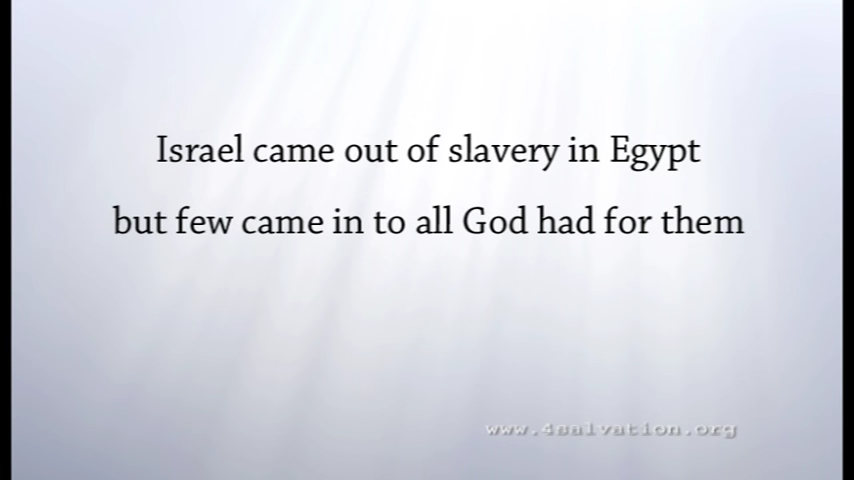 Israel came out of slavery in Egypt
but few came in to all God had for them
www.4salvation.org